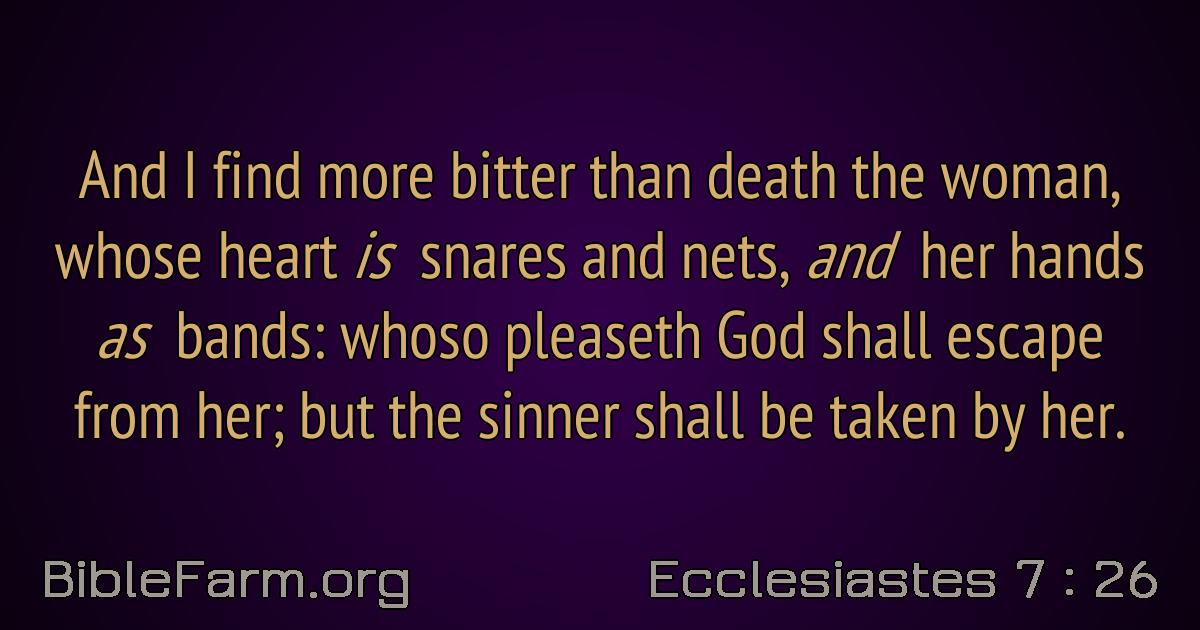 And I find more bitter than death the woman,
whose heart is snares and nets, and her hands
as bands: whoso pleaseth God shall escape
from her; but the sinner shall be taken by her.
BibleFarm.org
Ecclesiastes 7 : 26